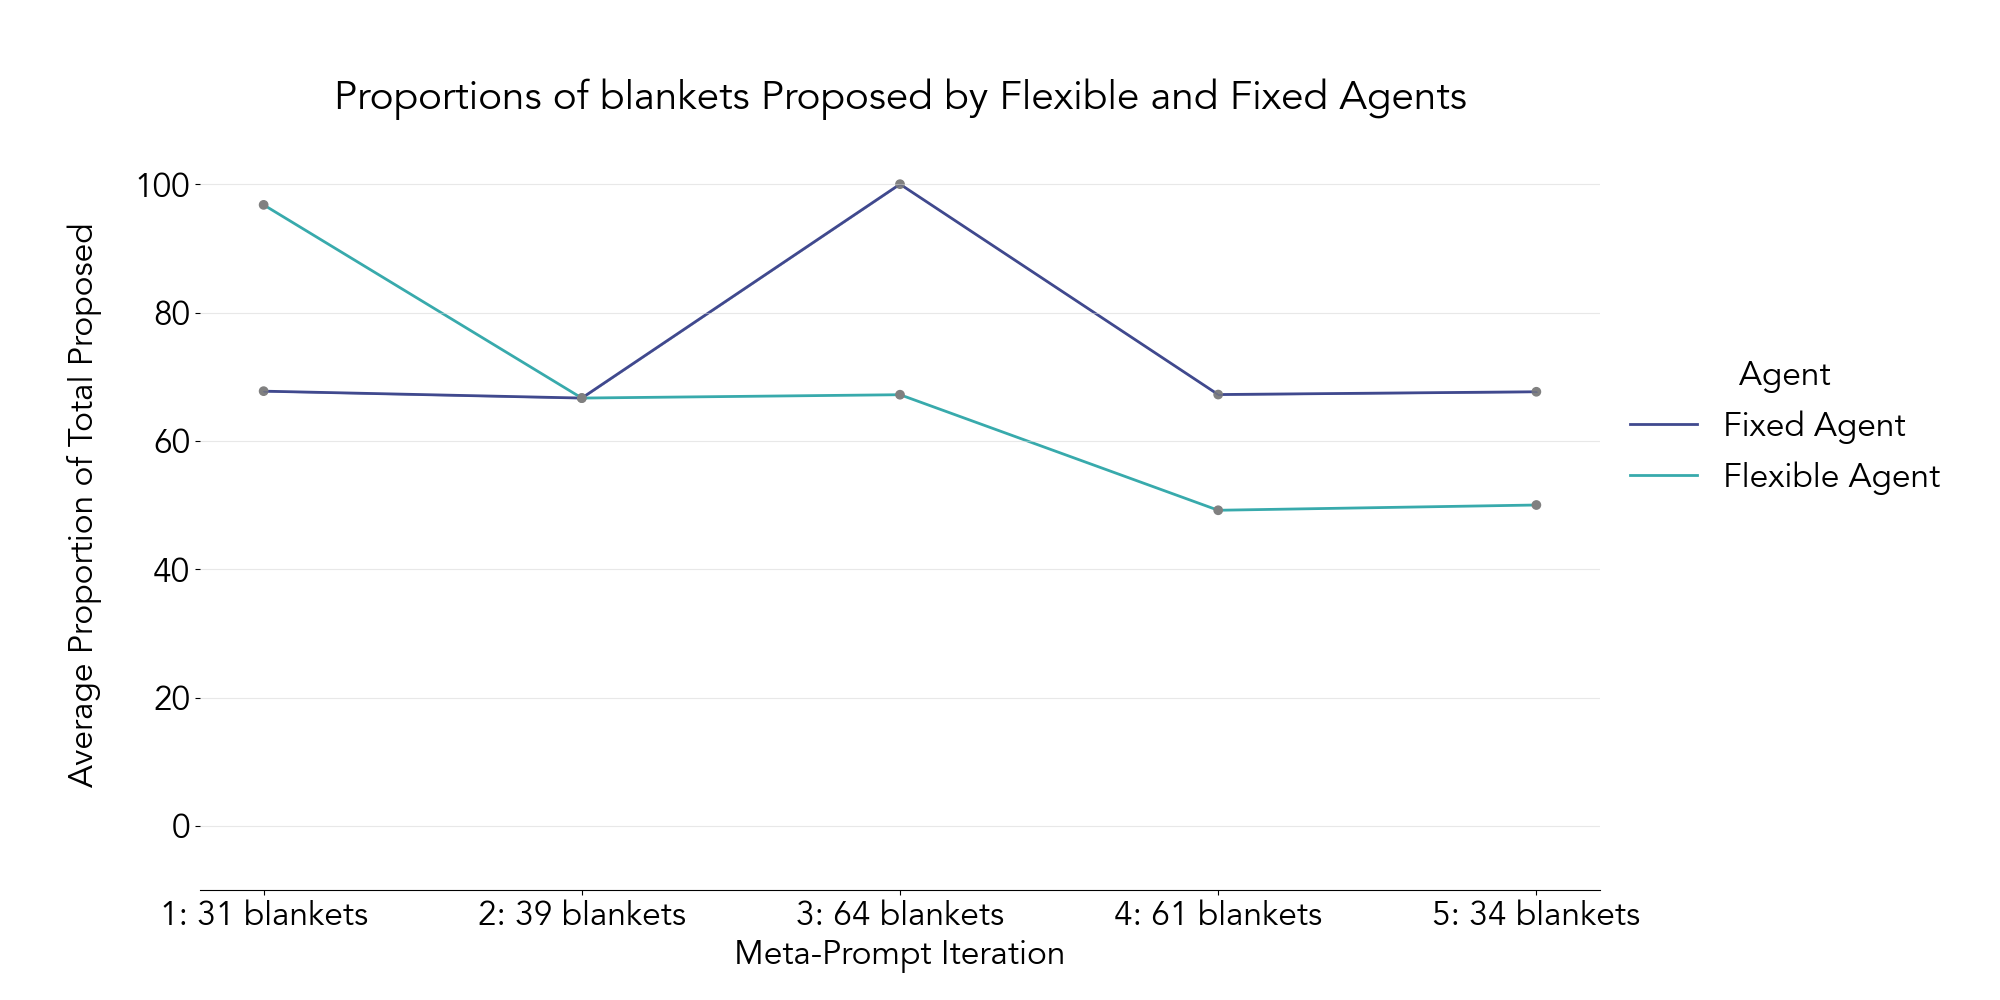 Proportions of blankets Proposed by Flexible and Fixed Agents
Average Proportion of Total Proposed
100
80
60
40
20
0
1: 31 blankets
2: 39 blankets
3: 64 blankets
4: 61 blankets
5: 34 blankets
Meta-Prompt Iteration
Agent
Fixed Agent
Flexible Agent